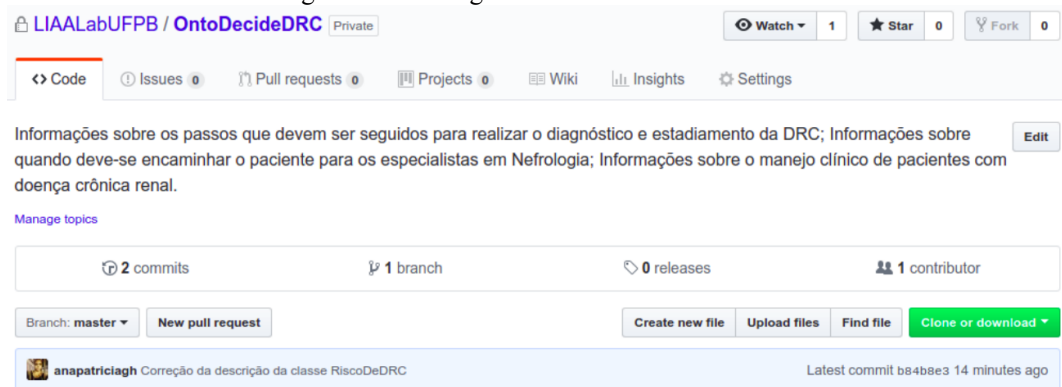 LIAALabUFPB / OntoDecideDRC Private Watch 1 Star 0 Fork 0
Code Issues 0 Pull requests 0 Projects 0 Wiki Insights Settings
Informações sobre os passos que devem ser seguidos para realizar o diagnóstico e estadiamento da DRC; Informações sobre Edit
quando deve-se encaminhar o paciente para os especialistas em Nefrologia; Informações sobre o manejo clínico de pacientes com
doença crônica renal.
Manage topics
2 commits 1 branch 0 releases 1 contributor
Branch: master New pull request Create new file Upload files Find file Clone or download
anapatriciagh Correção da descrição da classe RiscoDeDRC Latest commit b84b8e3 14 minutes ago